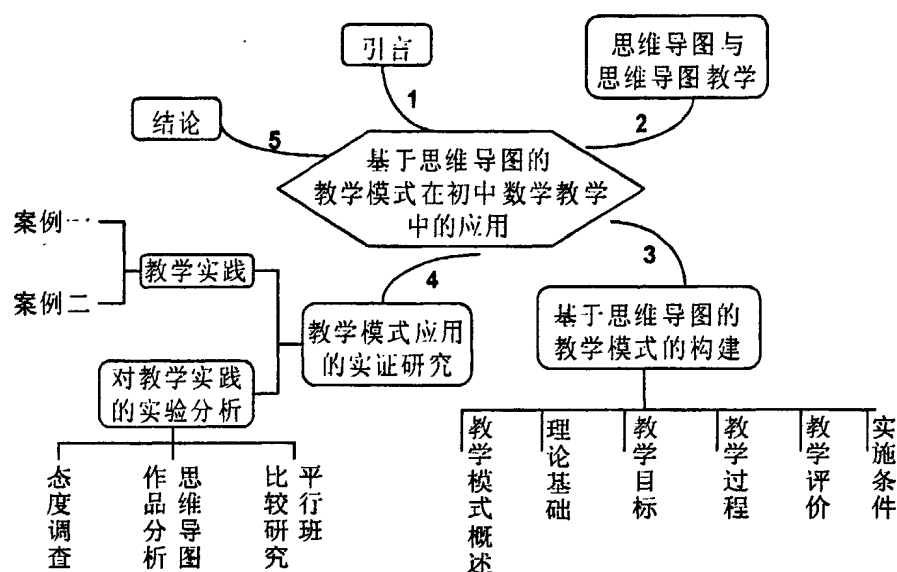 引言
1
思维导图与
思维导图教学
2
结论
5
基于思维导图的
教学模式在初中数学教学
中的应用
3
基于思维导图的
教学模式的构建
教学模式概述
理论基础
教学目标
教学过程
教学评价
实施条件
4
教学模式应用
的实证研究
教学实践
案例一
案例二
对教学实践
的实验分析
态度调查
思维导图
作品分析
平行班
比较研究